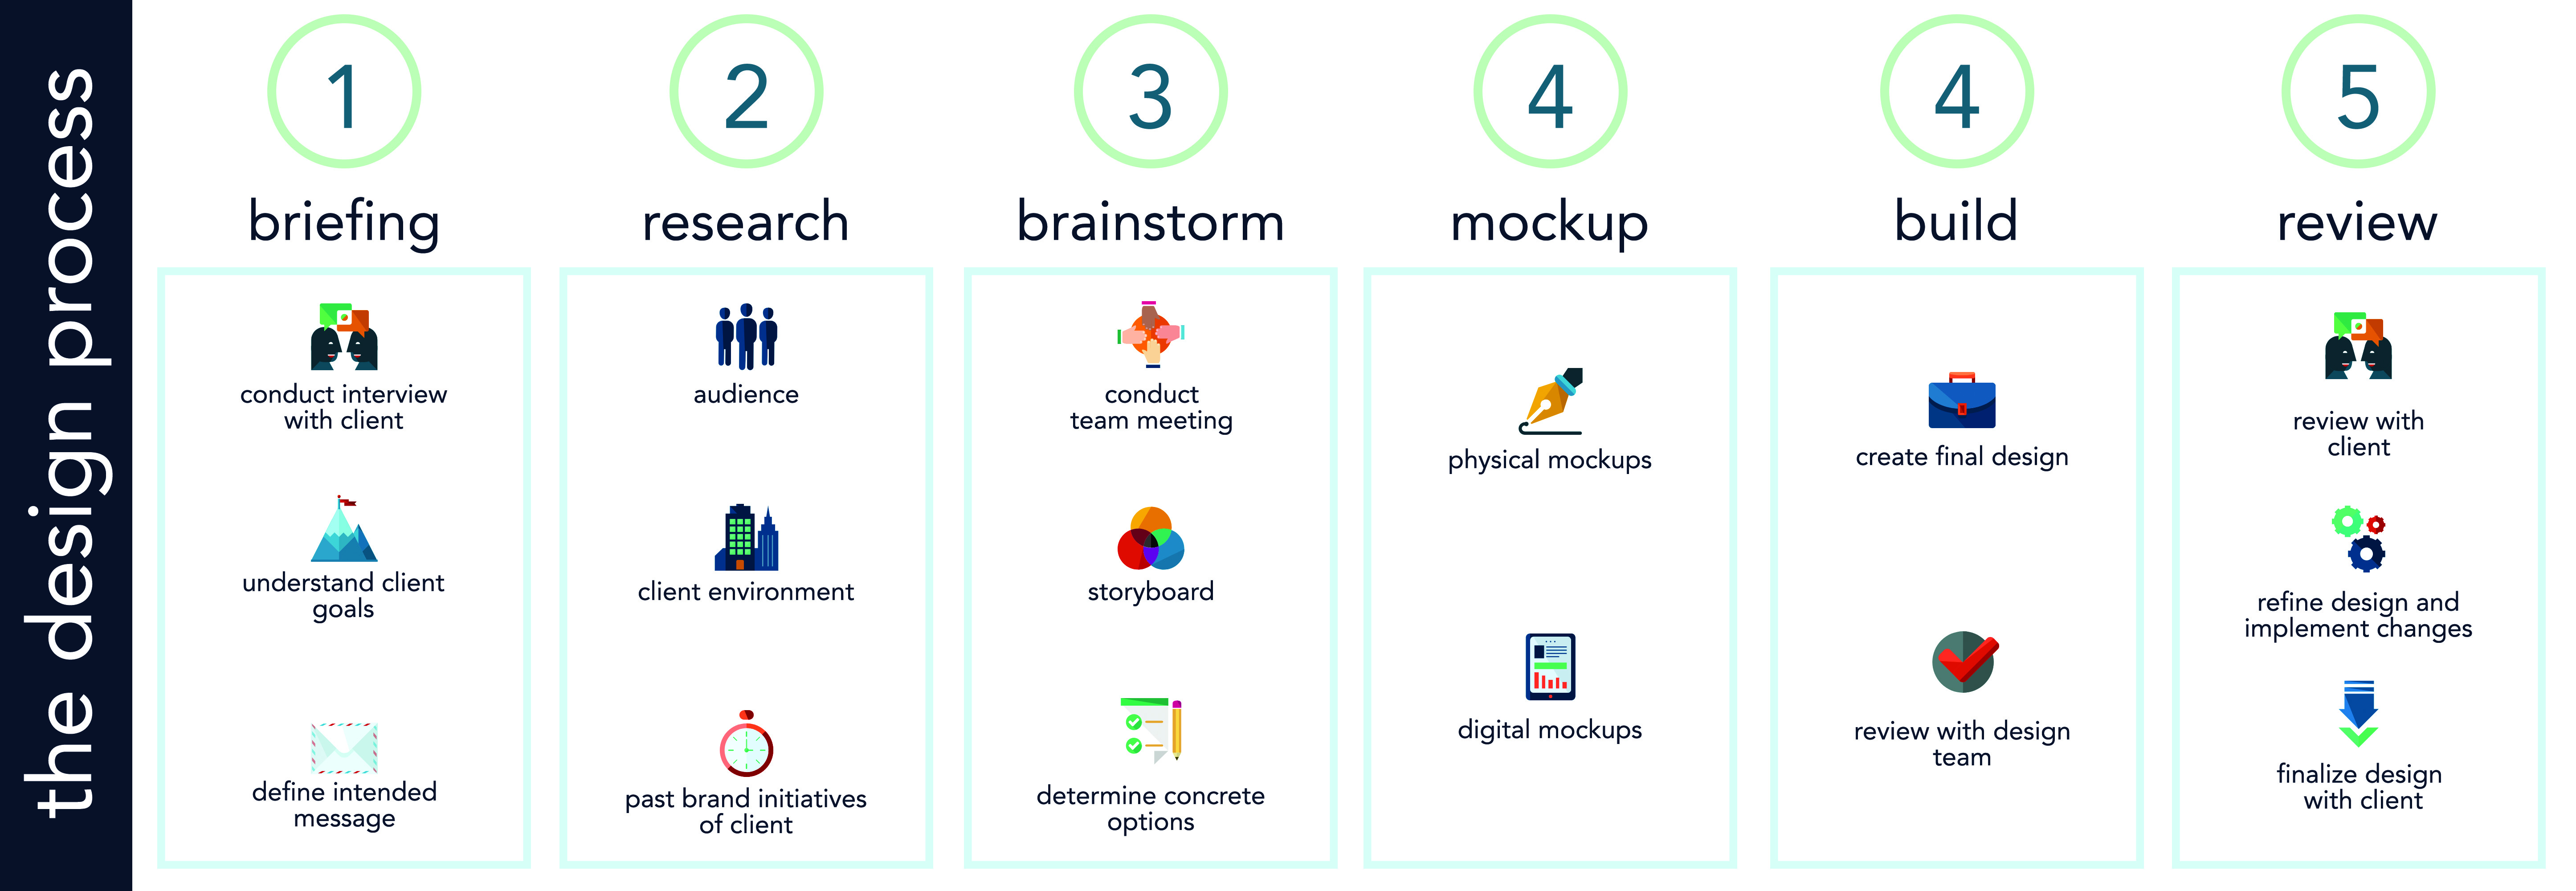 the design process
1
briefing
conduct interview
with client
understand client
goals
define intended
message
2
research
audience
client environment
past brand initiatives
of client
3
brainstorm
conduct
team meeting
storyboard
determine concrete
options
4
mockup
physical mockups
digital mockups
4
build
create final design
review with design
team
5
review
review with
client
refine design and
implement changes
finalize design
with client